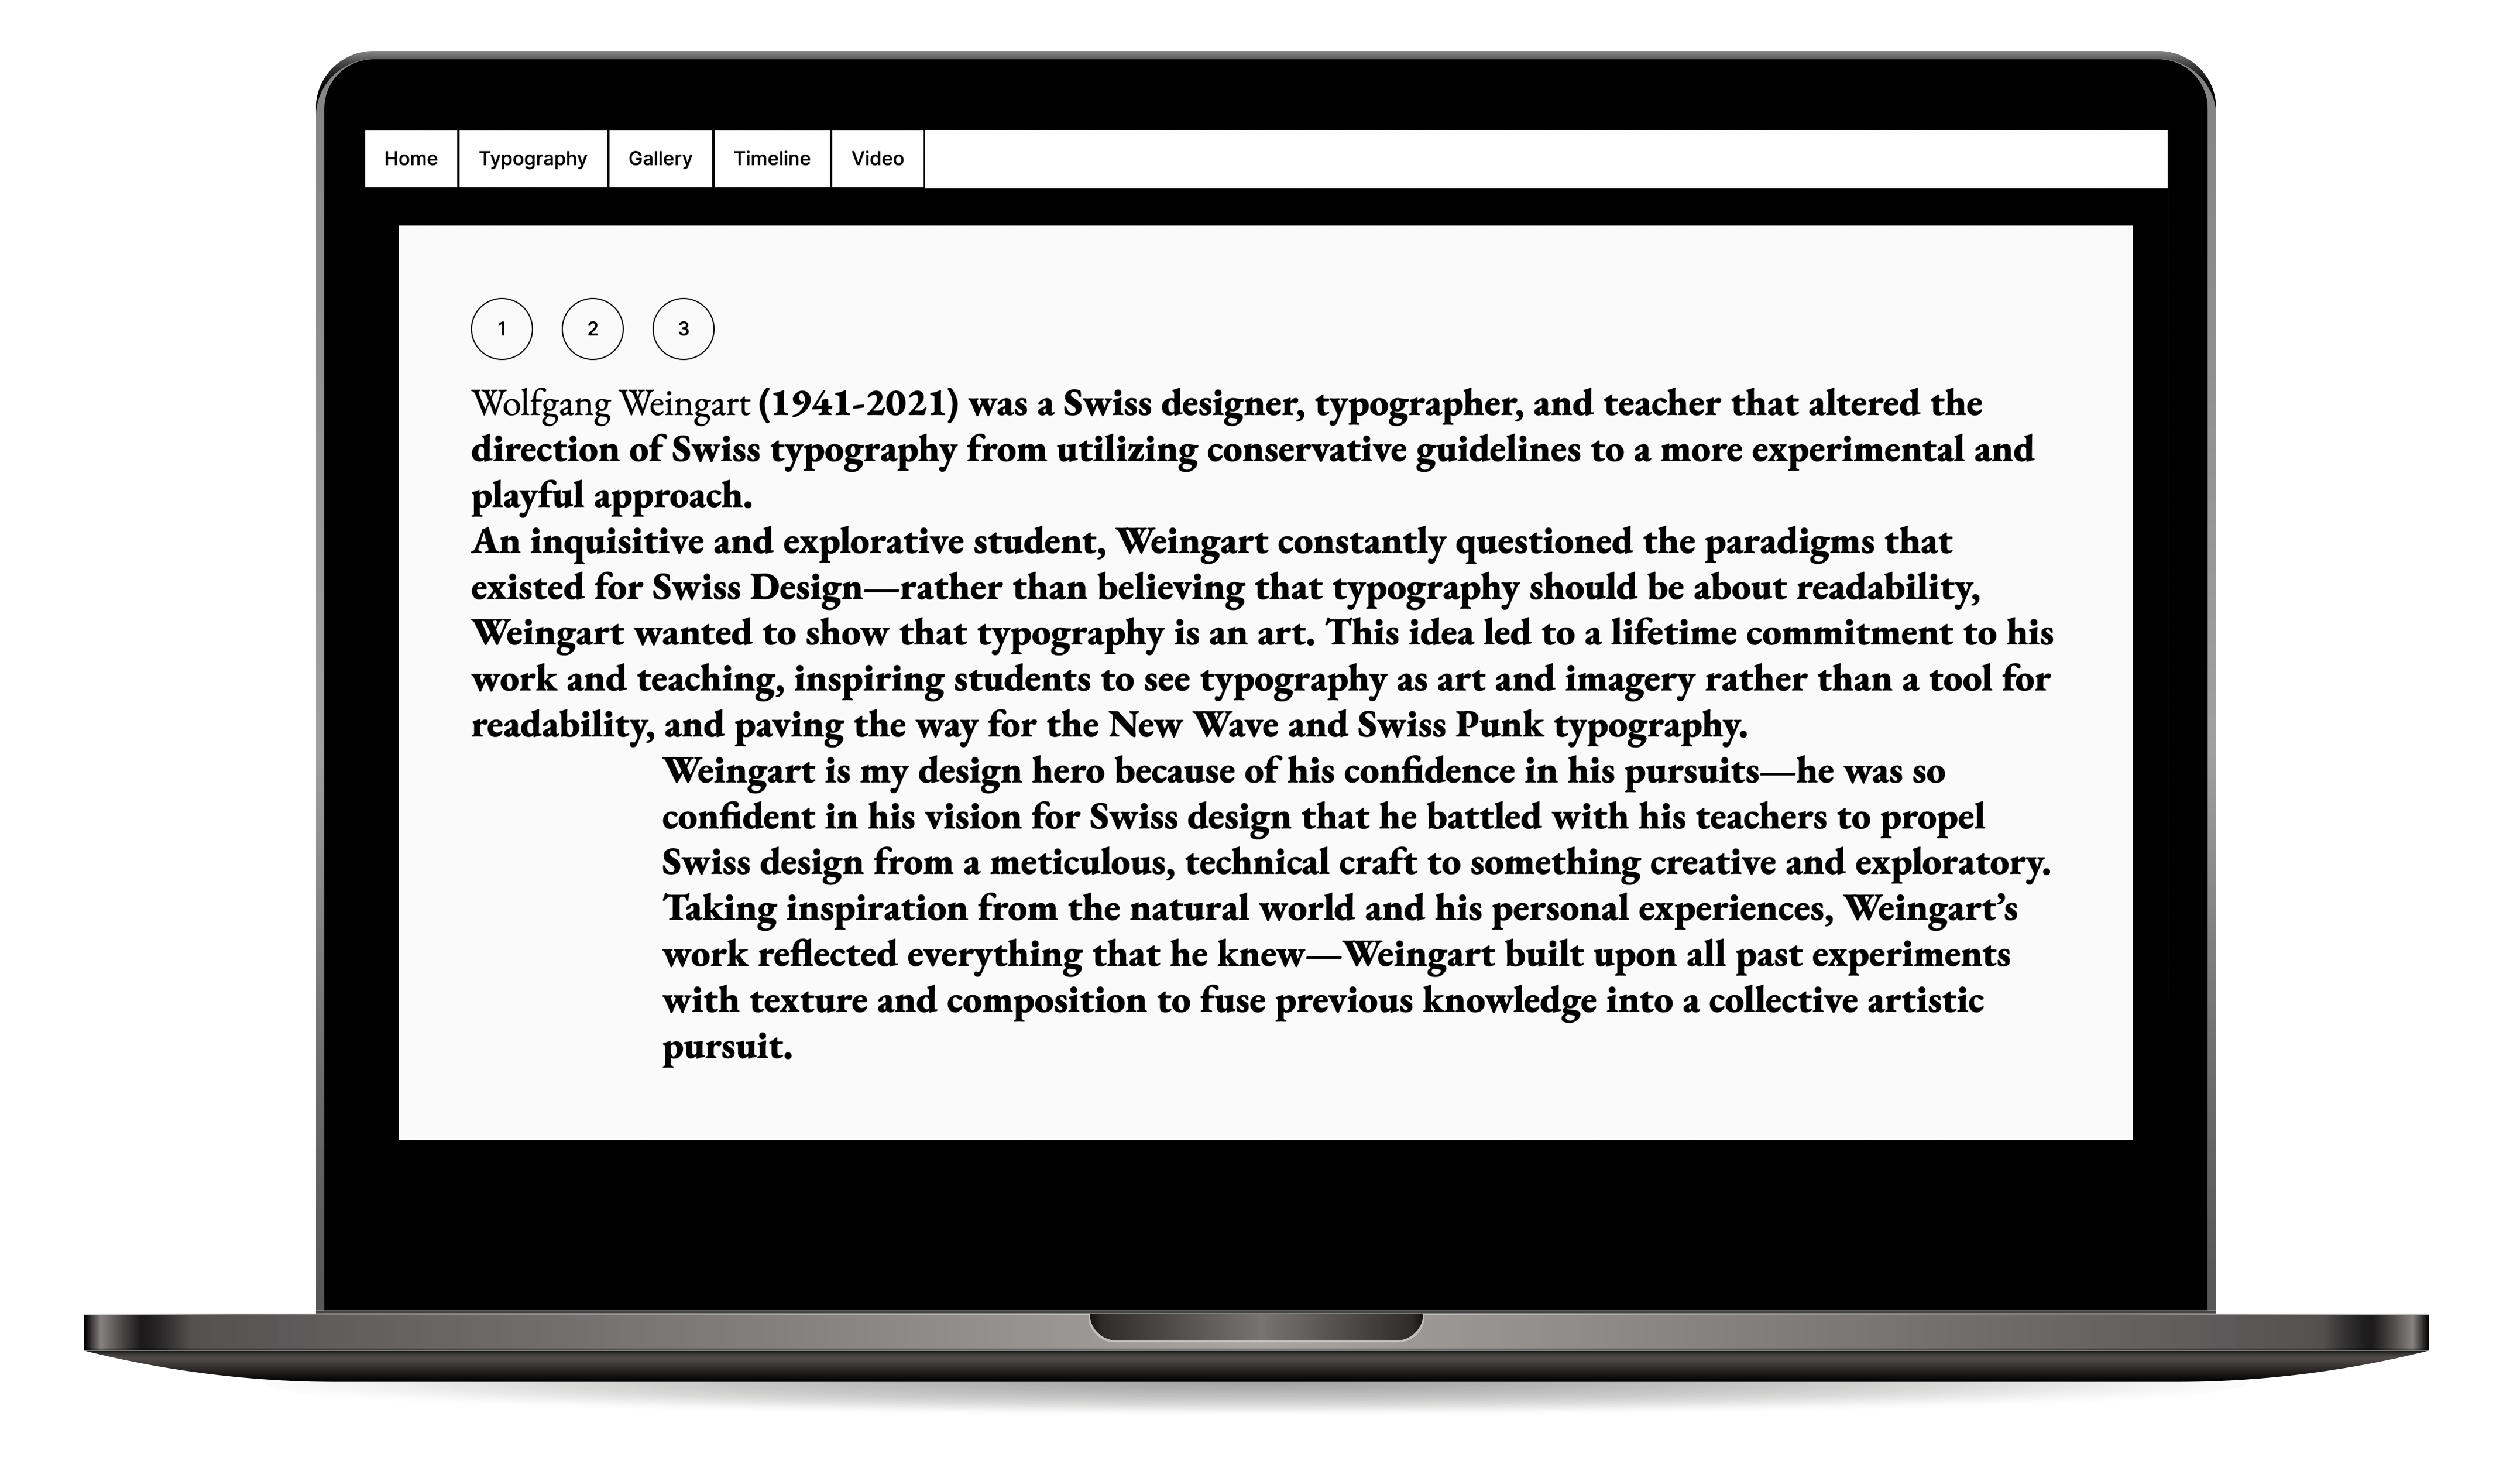 Home Typography Gallery Timeline Video
1 2 3
Wolfgang Weingart (1941-2021) was a Swiss designer, typographer, and teacher that altered the
direction of Swiss typography from utilizing conservative guidelines to a more experimental and
playful approach.
An inquisitive and explorative student, Weingart constantly questioned the paradigms that
existed for Swiss Design—rather than believing that typography should be about readability,
Weingart wanted to show that typography is an art. This idea led to a lifetime commitment to his
work and teaching, inspiring students to see typography as art and imagery rather than a tool for
readability, and paving the way for the New Wave and Swiss Punk typography.
Weingart is my design hero because of his confidence in his pursuits—he was so
confident in his vision for Swiss design that he battled with his teachers to propel
Swiss design from a meticulous, technical craft to something creative and exploratory.
Taking inspiration from the natural world and his personal experiences, Weingart’s
work reflected everything that he knew—Weingart built upon all past experiments
with texture and composition to fuse previous knowledge into a collective artistic
pursuit.